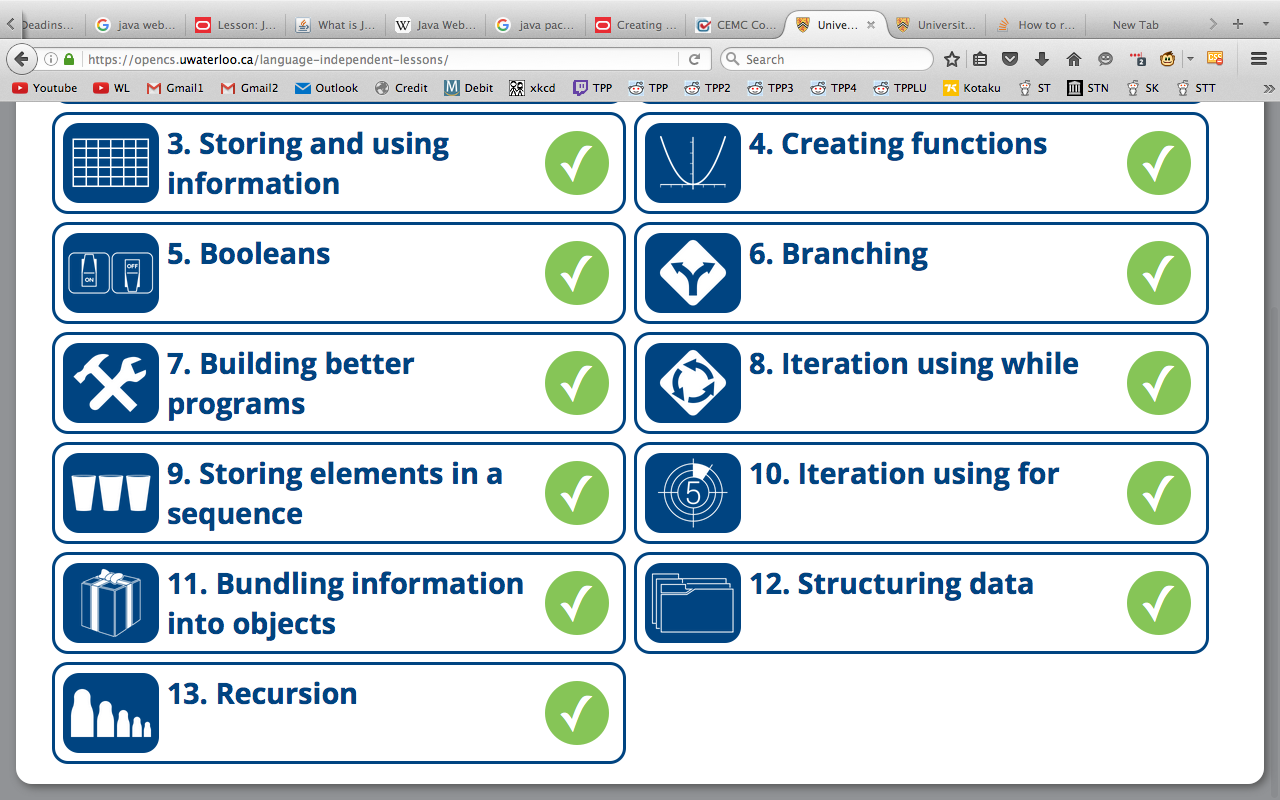 Deadins...
java web...
Lesson: J...
What is J...
Java Web...
java pac...
Creating ...
CEMC Co...
Unive...
Universit...
How to r...
New Tab
https://opencs.uwaterloo.ca/language-independent-lessons/
Search
Youtube
WL
Gmail1
Gmail2
Outlook
Credit
M Debit
xkcd
TPP
TPP
TPP2
TPP3
TPP4
TPPLU
Kotaku
ST
STN
SK
STT
3. Storing and using
information
4. Creating functions
5. Booleans
ON
OFF
6. Branching
7. Building better
programs
8. Iteration using while
9. Storing elements in a
sequence
5
10. Iteration using for
11. Bundling information
into objects
12. Structuring data
13. Recursion